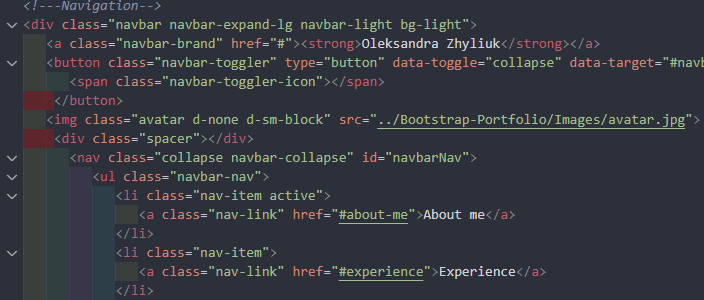 <!---Navigation-->
<div class="navbar navbar-expand-lg navbar-light bg-light">
<a class="navbar-brand" href="#"><strong>Oleksandra Zhyliuk</strong></a>
<button class="navbar-toggler" type="button" data-toggle="collapse" data-target="#navb
<span class="navbar-toggler-icon"></span>
</button>
<img class="avatar d-none d-sm-block" src="../Bootstrap-Portfolio/Images/avatar.jpg">
<div class="spacer"></div>
<nav class="collapse navbar-collapse" id="navbarNav">
<ul class="navbar-nav">
<li class="nav-item active">
<a class="nav-link" href="#about-me">About me</a>
</li>
<li class="nav-item">
<a class="nav-link" href="#experience">Experience</a>
</li>